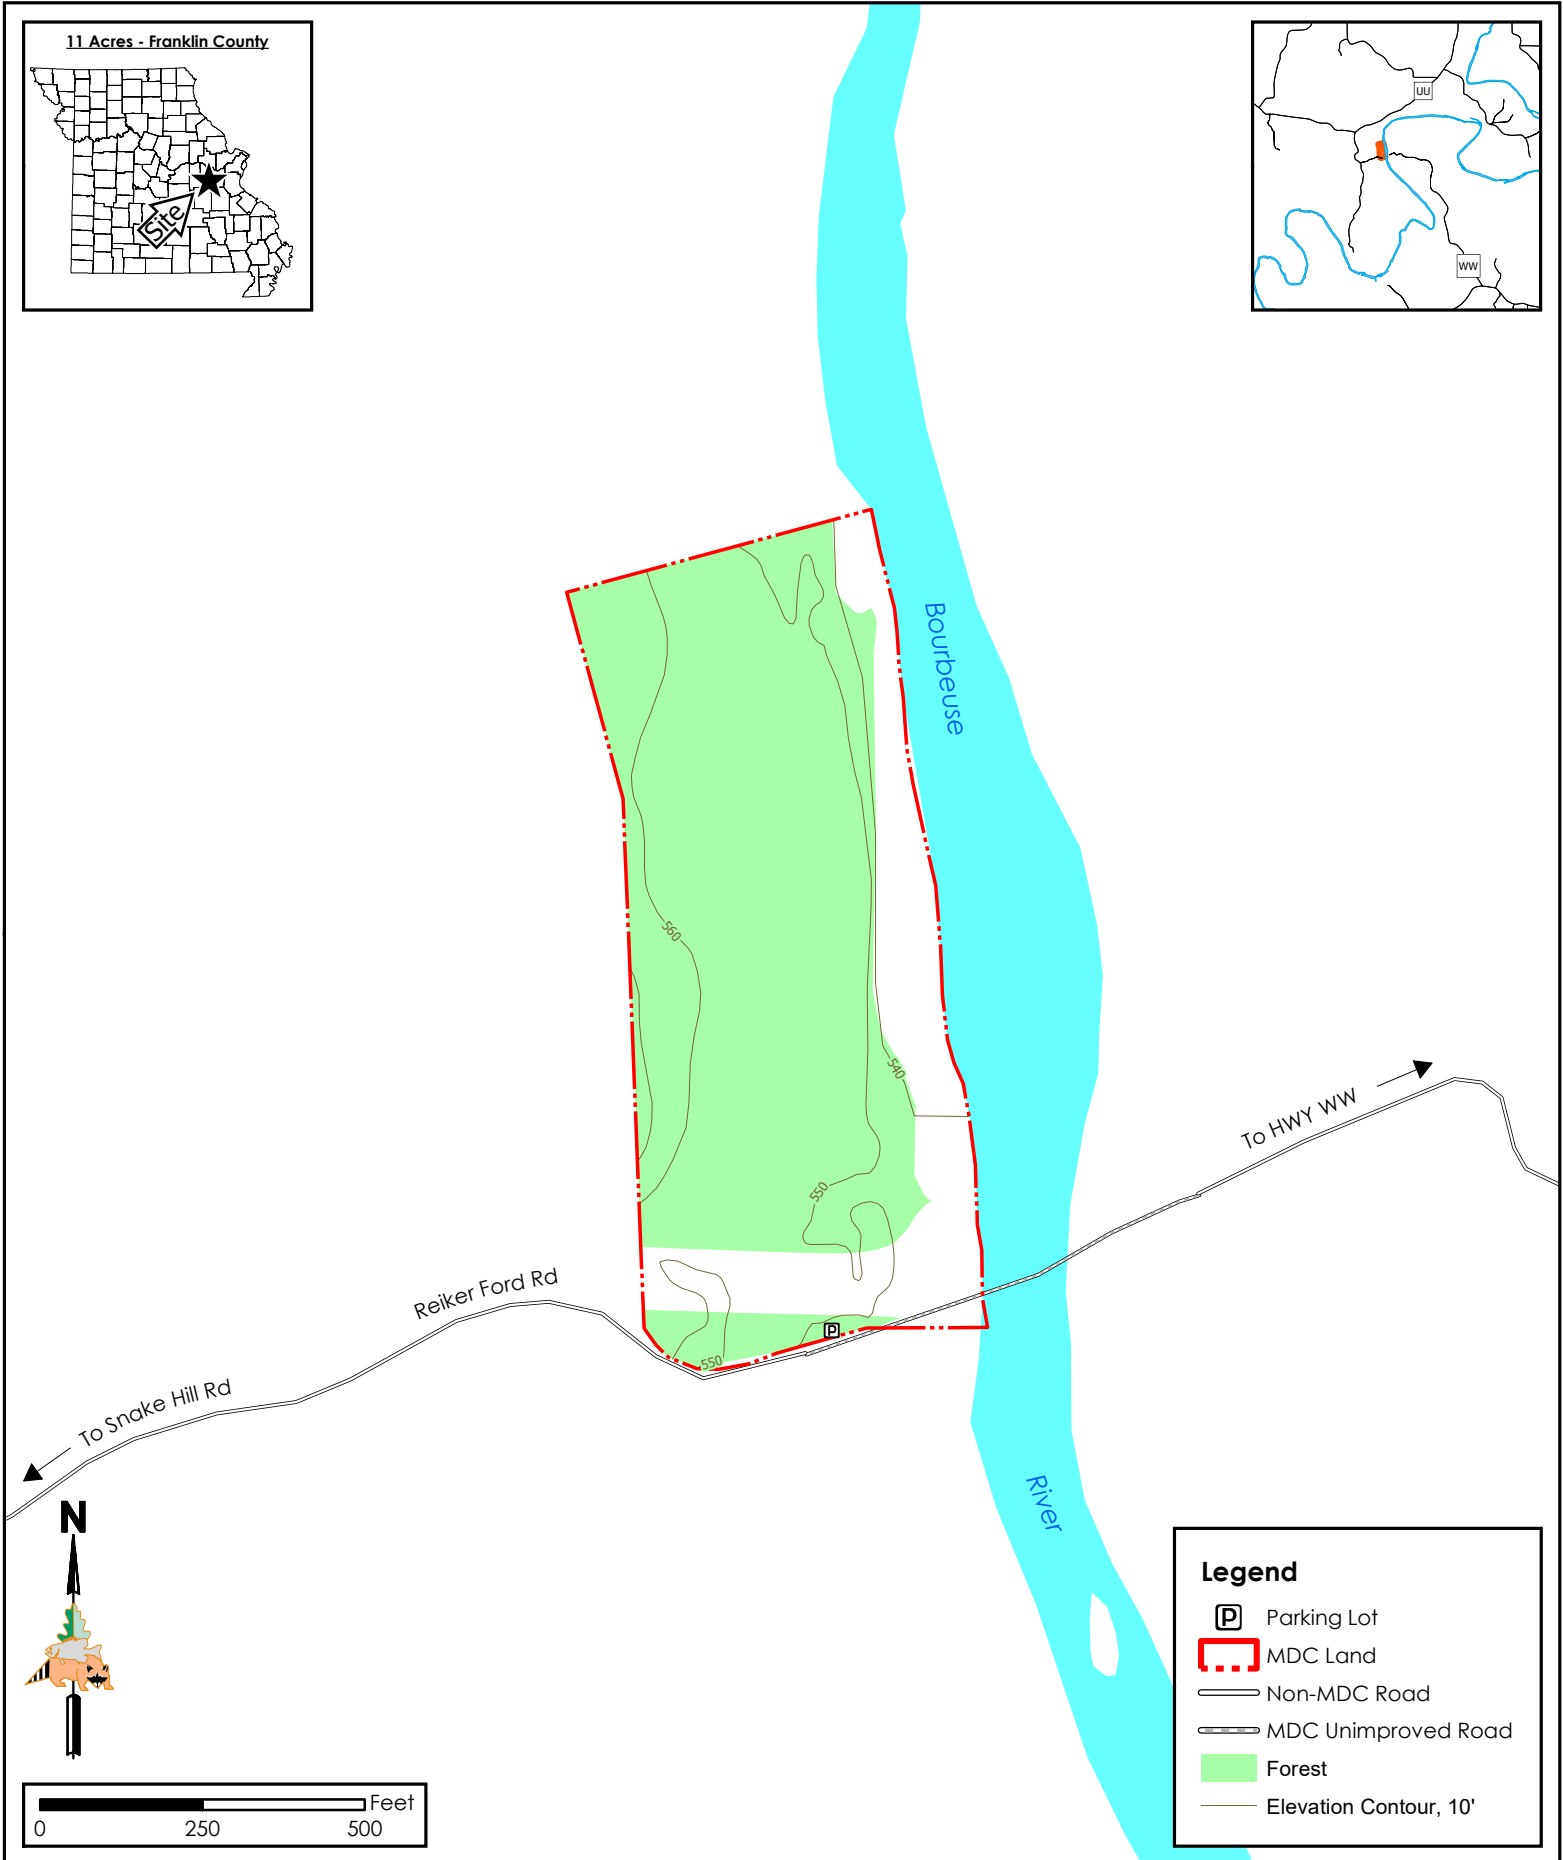 11 Acres - Franklin County
Site
UU
WW
Bourbeuse
560
540
550
To HWY WW
Reiker Ford Rd
P
550
To Snake Hill Rd
River
N
Legend
P Parking Lot
MDC Land
Non-MDC Road
MDC Unimproved Road
Forest
Elevation Contour, 10'
Feet
0 250 500